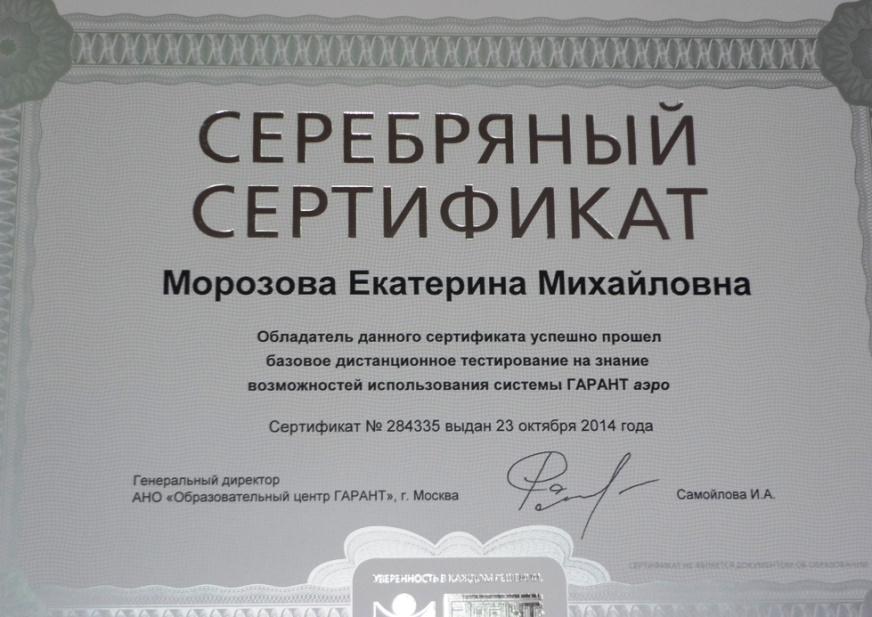 СЕРЕБРЯНЫЙ
СЕРТИФИКАТ
Морозова Екатерина Михайловна
Обладатель данного сертификата успешно прошел
базовое дистанционное тестирование на знание
возможностей использования системы ГАРАНТ аэро
Сертификат № 284335 выдан 23 октября 2014 года
Генеральный директор
АНО «Образовательный центр ГАРАНТ», г. Москва
Самойлова И.А.
СЕРТИФИКАТ НЕ ЯВЛЯЕТСЯ ДОКУМЕНТОМ ОБ ОБРАЗОВАНИИ
УВЕРЕННОСТЬ В КАЖДОМ РЕШЕНИИ